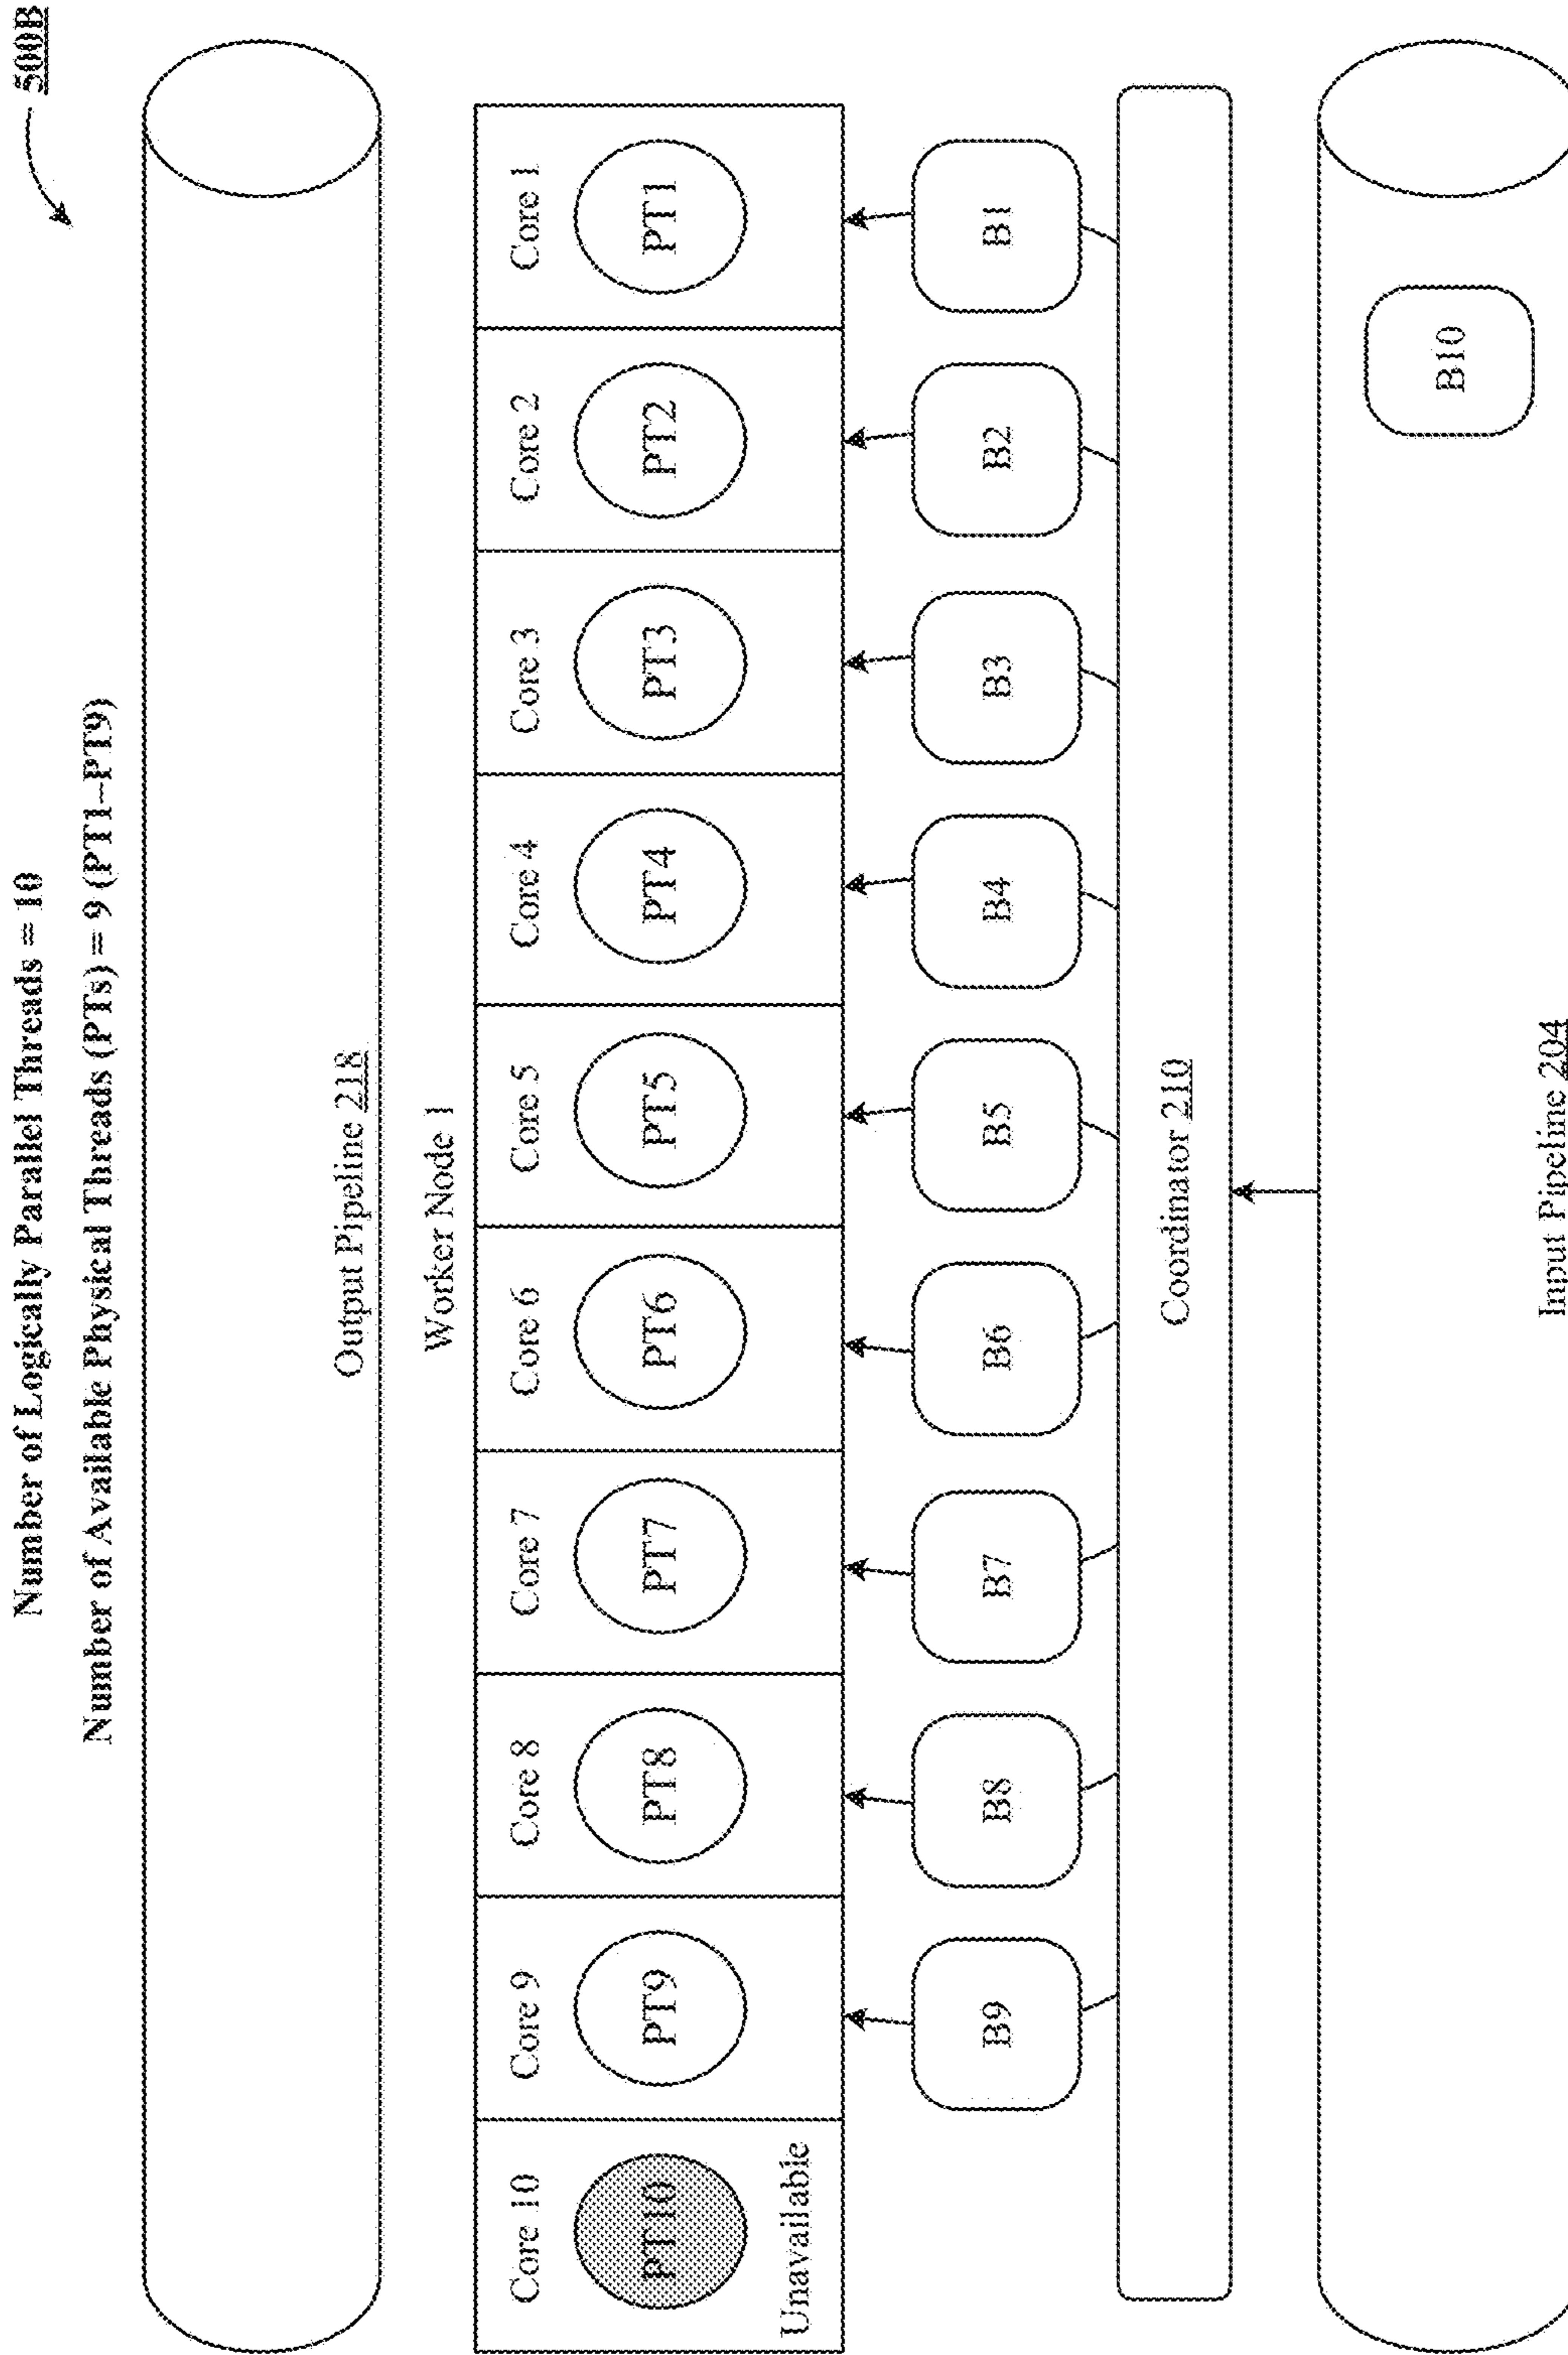 500B
Number of Logically Parallel Threads = 10
Number of Available Physical Threads (PTs) = 9 (PT1–PT9)
Output Pipeline 218
Worker Node 1
Core 10 Core 9 Core 8 Core 7 Core 6 Core 5 Core 4 Core 3 Core 2 Core 1
PT10 PT9 PT8 PT7 PT6 PT5 PT4 PT3 PT2 PT1
Unavailable
B9 B8 B7 B6 B5 B4 B3 B2 B1
Coordinator 210
B10
Input Pipeline 204